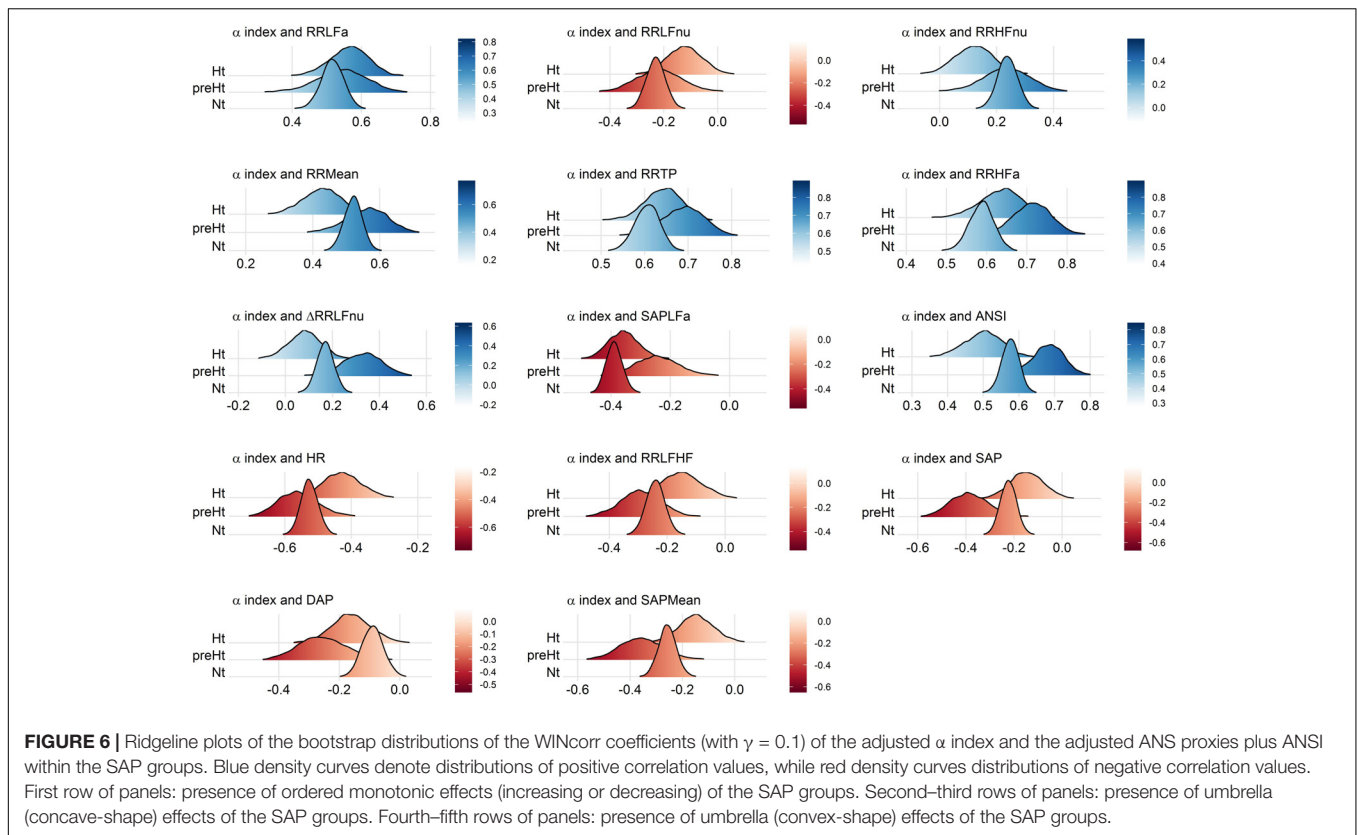 α index and RRLFa
Ht
preHt
Nt
0.4 0.6 0.8
0.8
0.7
0.6
0.5
0.4
0.3
α index and RRLFnu
Ht
preHt
Nt
-0.4 -0.2 0.0
0.0
-0.2
-0.4
α index and RRHFnu
Ht
preHt
Nt
0.0 0.2 0.4
0.4
0.2
0.0
α index and RRMean
Ht
preHt
Nt
0.2 0.4 0.6
0.6
0.4
0.2
α index and RRTP
Ht
preHt
Nt
0.5 0.6 0.7 0.8
0.8
0.7
0.6
0.5
α index and RRHFa
Ht
preHt
Nt
0.4 0.5 0.6 0.7 0.8
0.8
0.7
0.6
0.5
0.4
α index and ΔRRLFnu
Ht
preHt
Nt
-0.2 0.0 0.2 0.4 0.6
0.6
0.4
0.2
0.0
-0.2
α index and SAPLFa
Ht
preHt
Nt
-0.4 -0.2 0.0
0.0
-0.2
-0.4
α index and ANSI
Ht
preHt
Nt
0.3 0.4 0.5 0.6 0.7 0.8
0.8
0.7
0.6
0.5
0.4
0.3
α index and HR
Ht
preHt
Nt
-0.6 -0.4 -0.2
-0.2
-0.4
-0.6
α index and RRLFHF
Ht
preHt
Nt
-0.4 -0.2 0.0
0.0
-0.2
-0.4
α index and SAP
Ht
preHt
Nt
-0.6 -0.4 -0.2 0.0
0.0
-0.2
-0.4
-0.6
α index and DAP
Ht
preHt
Nt
-0.4 -0.2 0.0
0.0
-0.1
-0.2
-0.3
-0.4
-0.5
α index and SAPMean
Ht
preHt
Nt
-0.6 -0.4 -0.2 0.0
0.0
-0.2
-0.4
-0.6
FIGURE 6 | Ridgeline plots of the bootstrap distributions of the WINcorr coefficients (with γ = 0.1) of the adjusted α index and the adjusted ANS proxies plus ANSI
within the SAP groups. Blue density curves denote distributions of positive correlation values, while red density curves distributions of negative correlation values.
First row of panels: presence of ordered monotonic effects (increasing or decreasing) of the SAP groups. Second–third rows of panels: presence of umbrella
(concave-shape) effects of the SAP groups. Fourth–fifth rows of panels: presence of umbrella (convex-shape) effects of the SAP groups.